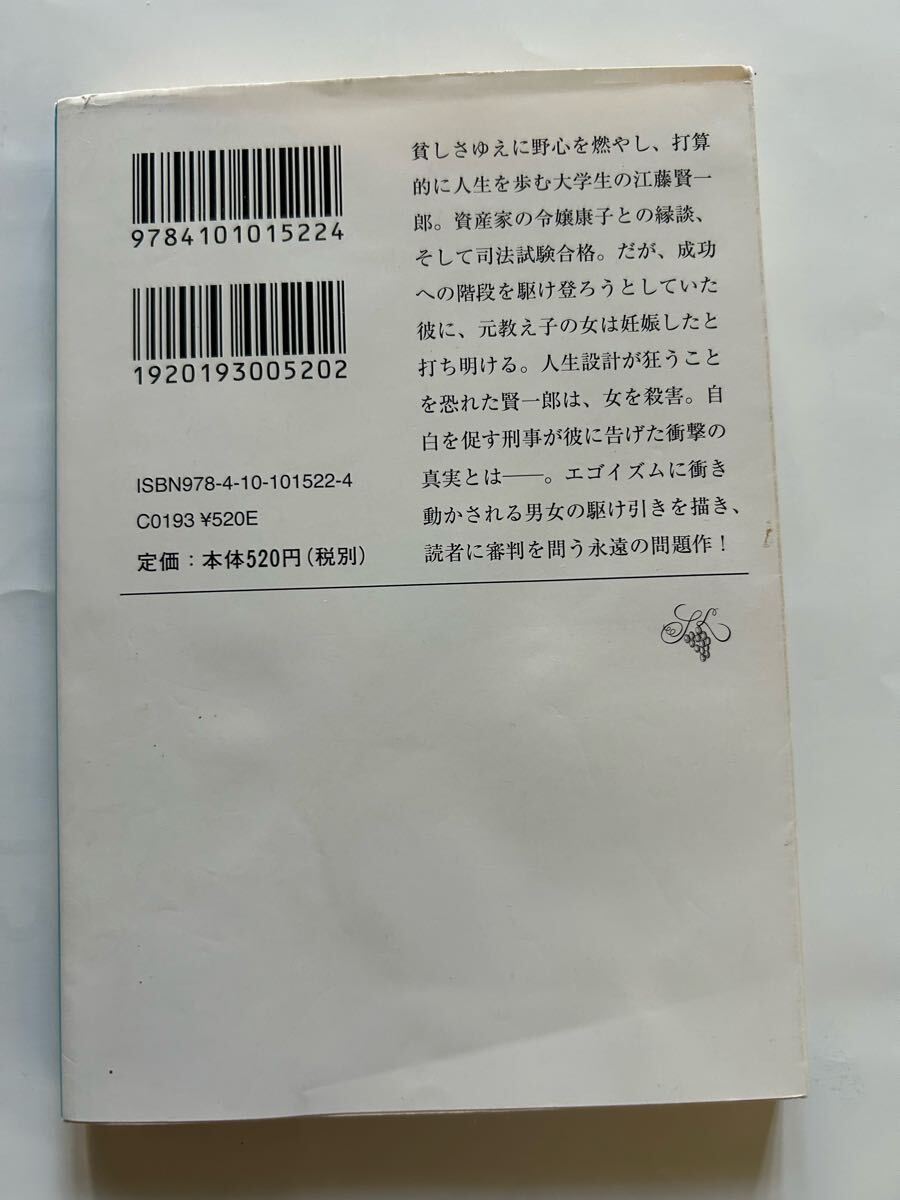 9784101015224
1920193005202
ISBN978-4-10-101522-4
C0193 ¥520E
定価：本体520円(税別)
貧しさゆえに野心を燃やし、打算
的に人生を歩む大学生の江藤賢一
郎。資産家の令嬢康子との縁談、
そして司法試験合格。だが、成功
への階段を駆け登ろうとしていた
彼に、元教え子の女は妊娠したと
打ち明ける。人生設計が狂うこと
を恐れた賢一郎は、女を殺害。自
白を促す刑事が彼に告げた衝撃の
真実とは――。エゴイズムに衝き
動かされる男女の駆け引きを描き、
読者に審判を問う永遠の問題作！